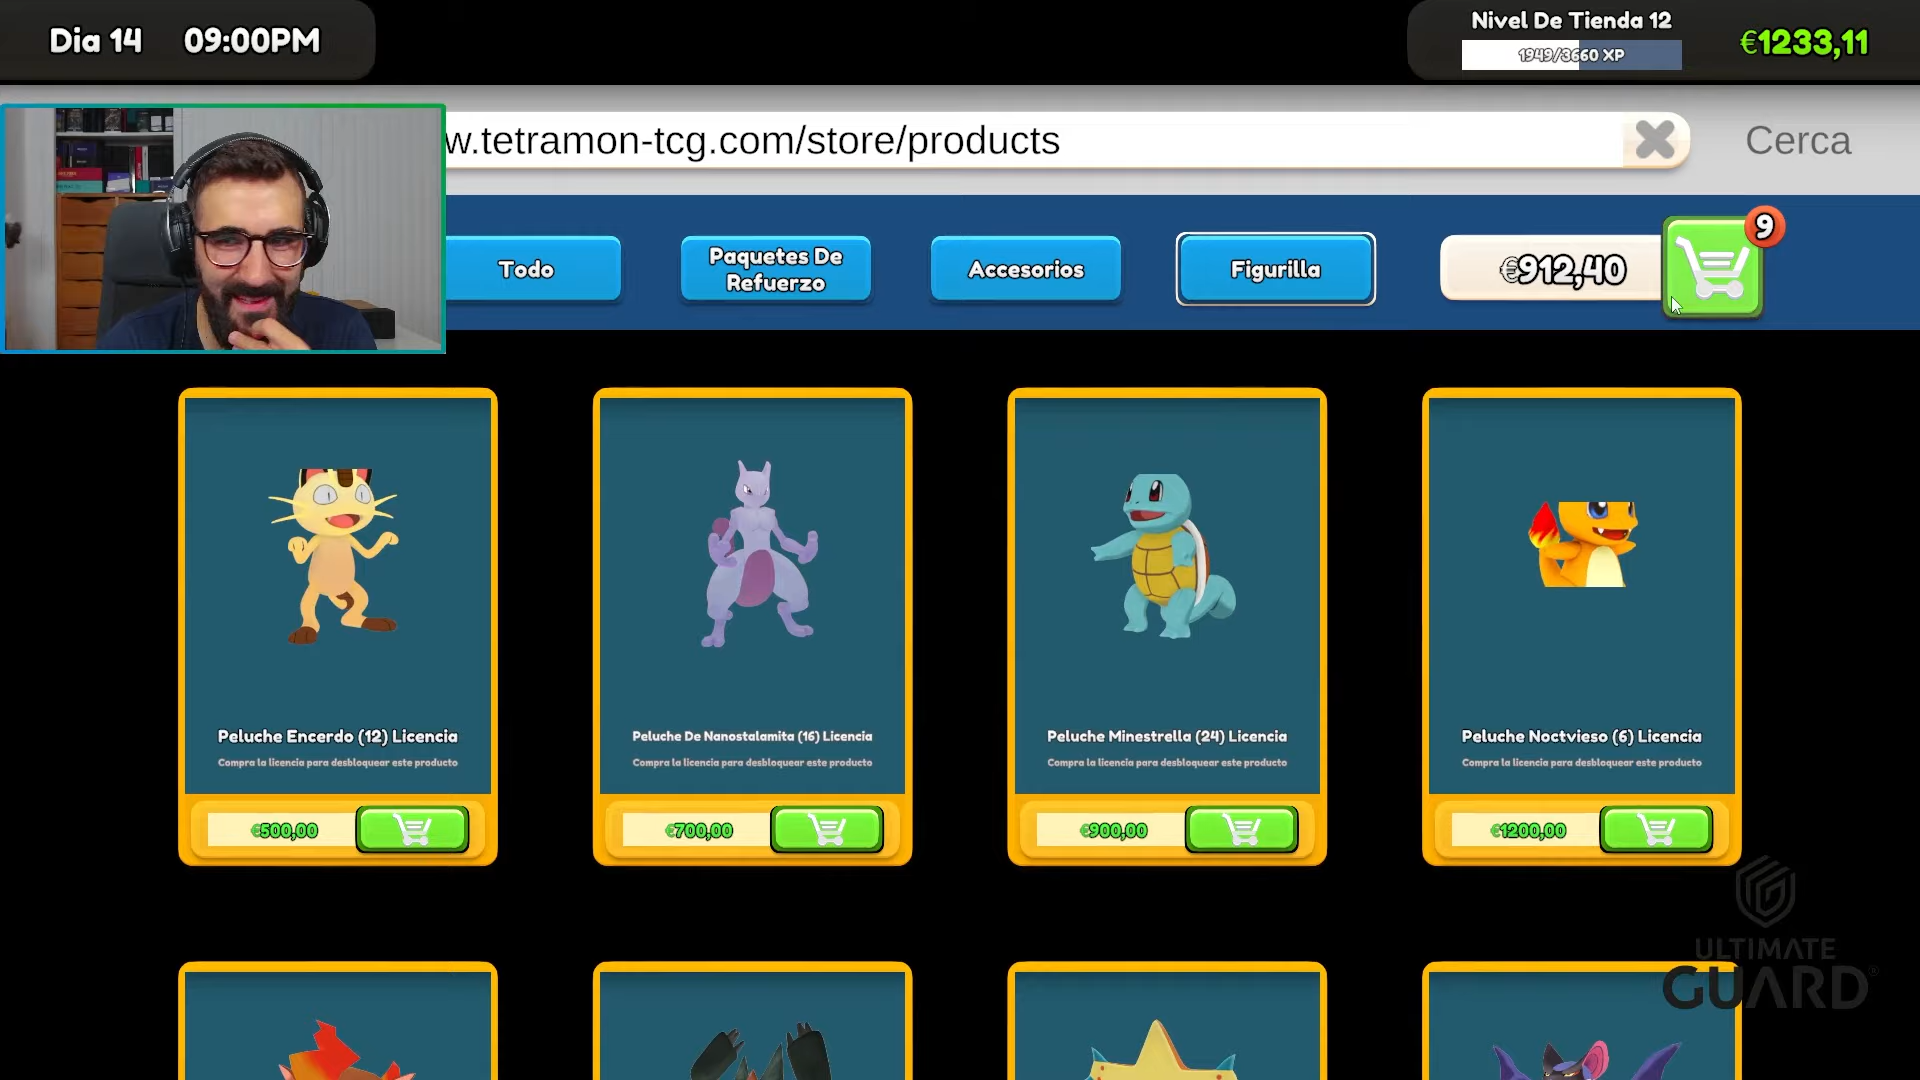 Dia 14 09:00PM
Nivel De Tienda 12
1949/3660 XP
€1233,11
w.tetramon-tcg.com/store/products
Cerca
Todo
Paquetes De
Refuerzo
Accesorios
Figurilla
€912,40
9
Peluche Encerdo (12) Licencia
Compra la licencia para desbloquear este producto
€500,00
Peluche De Nanostalamita (16) Licencia
Compra la licencia para desbloquear este producto
€700,00
Peluche Minestrella (24) Licencia
Compra la licencia para desbloquear este producto
€900,00
Peluche Noctvieso (6) Licencia
Compra la licencia para desbloquear este producto
€1200,00
ULTIMATE
GUARD